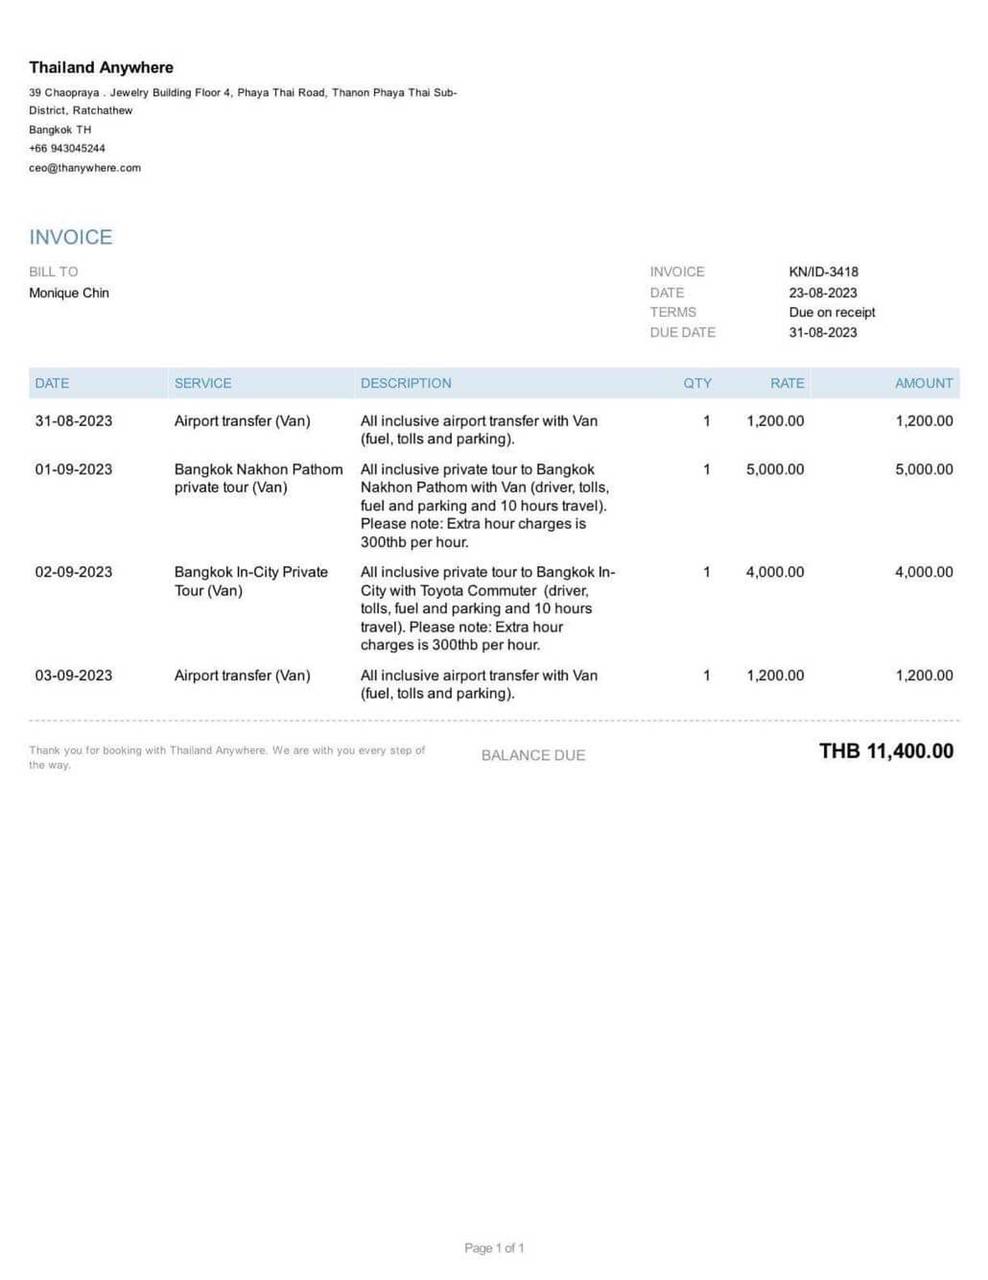 Thailand Anywhere
39 Chaopraya . Jewelry Building Floor 4, Phaya Thai Road, Thanon Phaya Thai Sub-
District, Ratchathew
Bangkok TH
+66 943045244
ceo@thanywhere.com
INVOICE
BILL TO
Monique Chin
INVOICE KN/ID-3418
DATE 23-08-2023
TERMS Due on receipt
DUE DATE 31-08-2023
DATE SERVICE DESCRIPTION QTY RATE AMOUNT
31-08-2023 Airport transfer (Van) All inclusive airport transfer with Van 1 1,200.00 1,200.00
(fuel, tolls and parking).
01-09-2023 Bangkok Nakhon Pathom All inclusive private tour to Bangkok 1 5,000.00 5,000.00
private tour (Van) Nakhon Pathom with Van (driver, tolls,
fuel and parking and 10 hours travel).
Please note: Extra hour charges is
300thb per hour.
02-09-2023 Bangkok In-City Private All inclusive private tour to Bangkok In- 1 4,000.00 4,000.00
Tour (Van) City with Toyota Commuter (driver,
tolls, fuel and parking and 10 hours
travel). Please note: Extra hour
charges is 300thb per hour.
03-09-2023 Airport transfer (Van) All inclusive airport transfer with Van 1 1,200.00 1,200.00
(fuel, tolls and parking).
Thank you for booking with Thailand Anywhere. We are with you every step of BALANCE DUE THB 11,400.00
the way.
Page 1 of 1